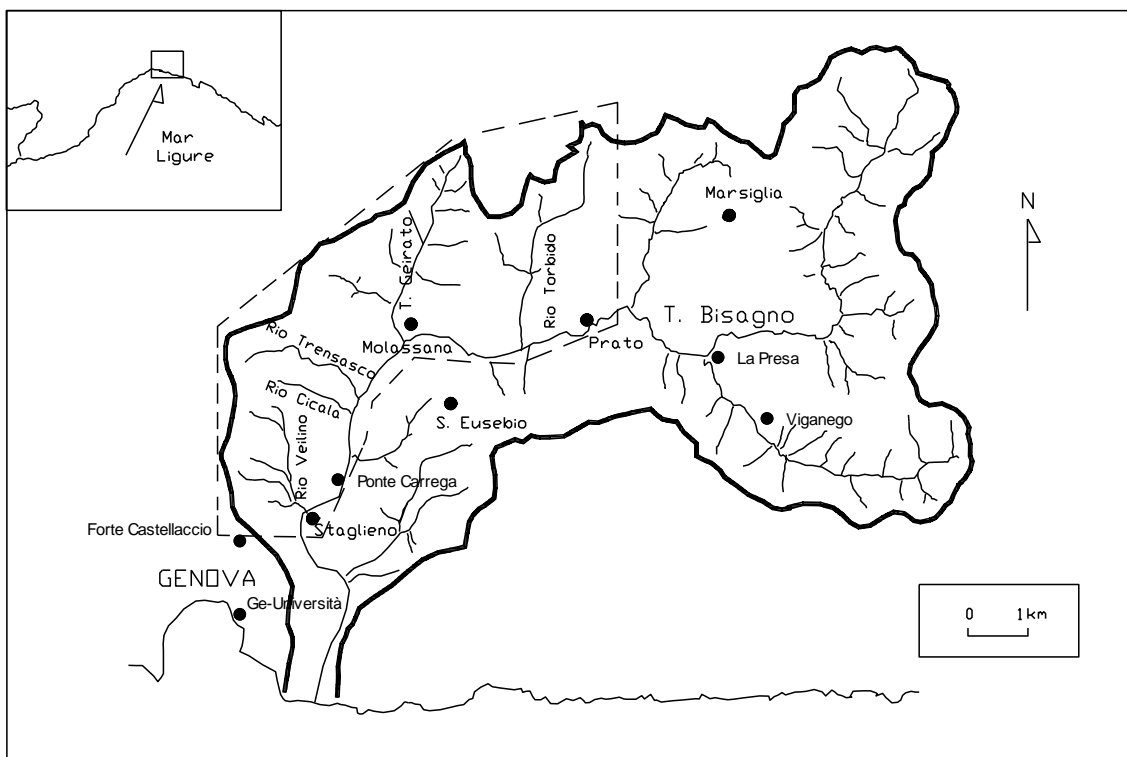 Mar
Ligure
N
Marsiglia
T. Geirato
Rio Torbido
T. Bisagno
Rio Trensasco
Molassana
Prato
La Presa
Rio Cicala
S. Eusebio
Viganego
Rio Veilino
Ponte Carrega
Staglieno
Forte Castellaccio
GENOVA
Ge-Università
0 1km